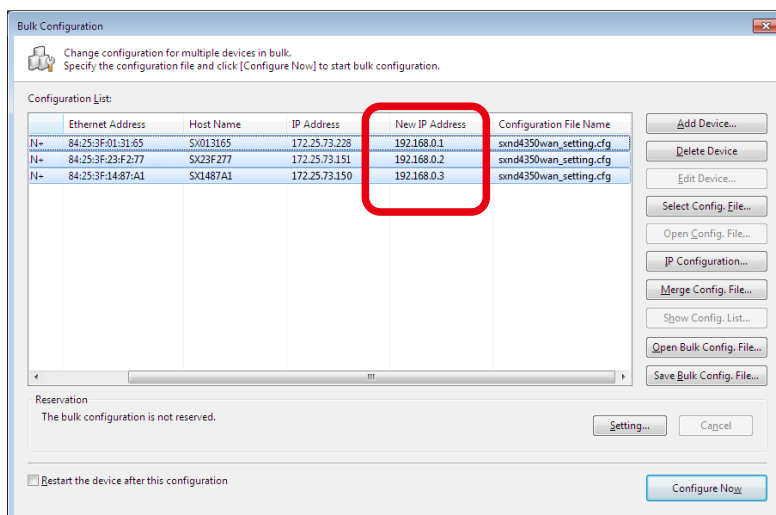 Bulk Configuration
Change configuration for multiple devices in bulk.
Specify the configuration file and click [Configure Now] to start bulk configuration.
Configuration List:
Ethernet Address Host Name IP Address New IP Address Configuration File Name
N+ 84:25:3F:01:31:65 SX013165 172.25.73.228 192.168.0.1 sxnd4350wan_setting.cfg
N+ 84:25:3F:23:F2:77 SX23F277 172.25.73.151 192.168.0.2 sxnd4350wan_setting.cfg
N+ 84:25:3F:14:87:A1 SX1487A1 172.25.73.150 192.168.0.3 sxnd4350wan_setting.cfg
Add Device...
Delete Device
Edit Device...
Select Config. File...
Open Config. File...
IP Configuration...
Merge Config. File...
Show Config. List...
Open Bulk Config. File...
Save Bulk Config. File...
Reservation
The bulk configuration is not reserved.
Setting... Cancel
Restart the device after this configuration
Configure Now